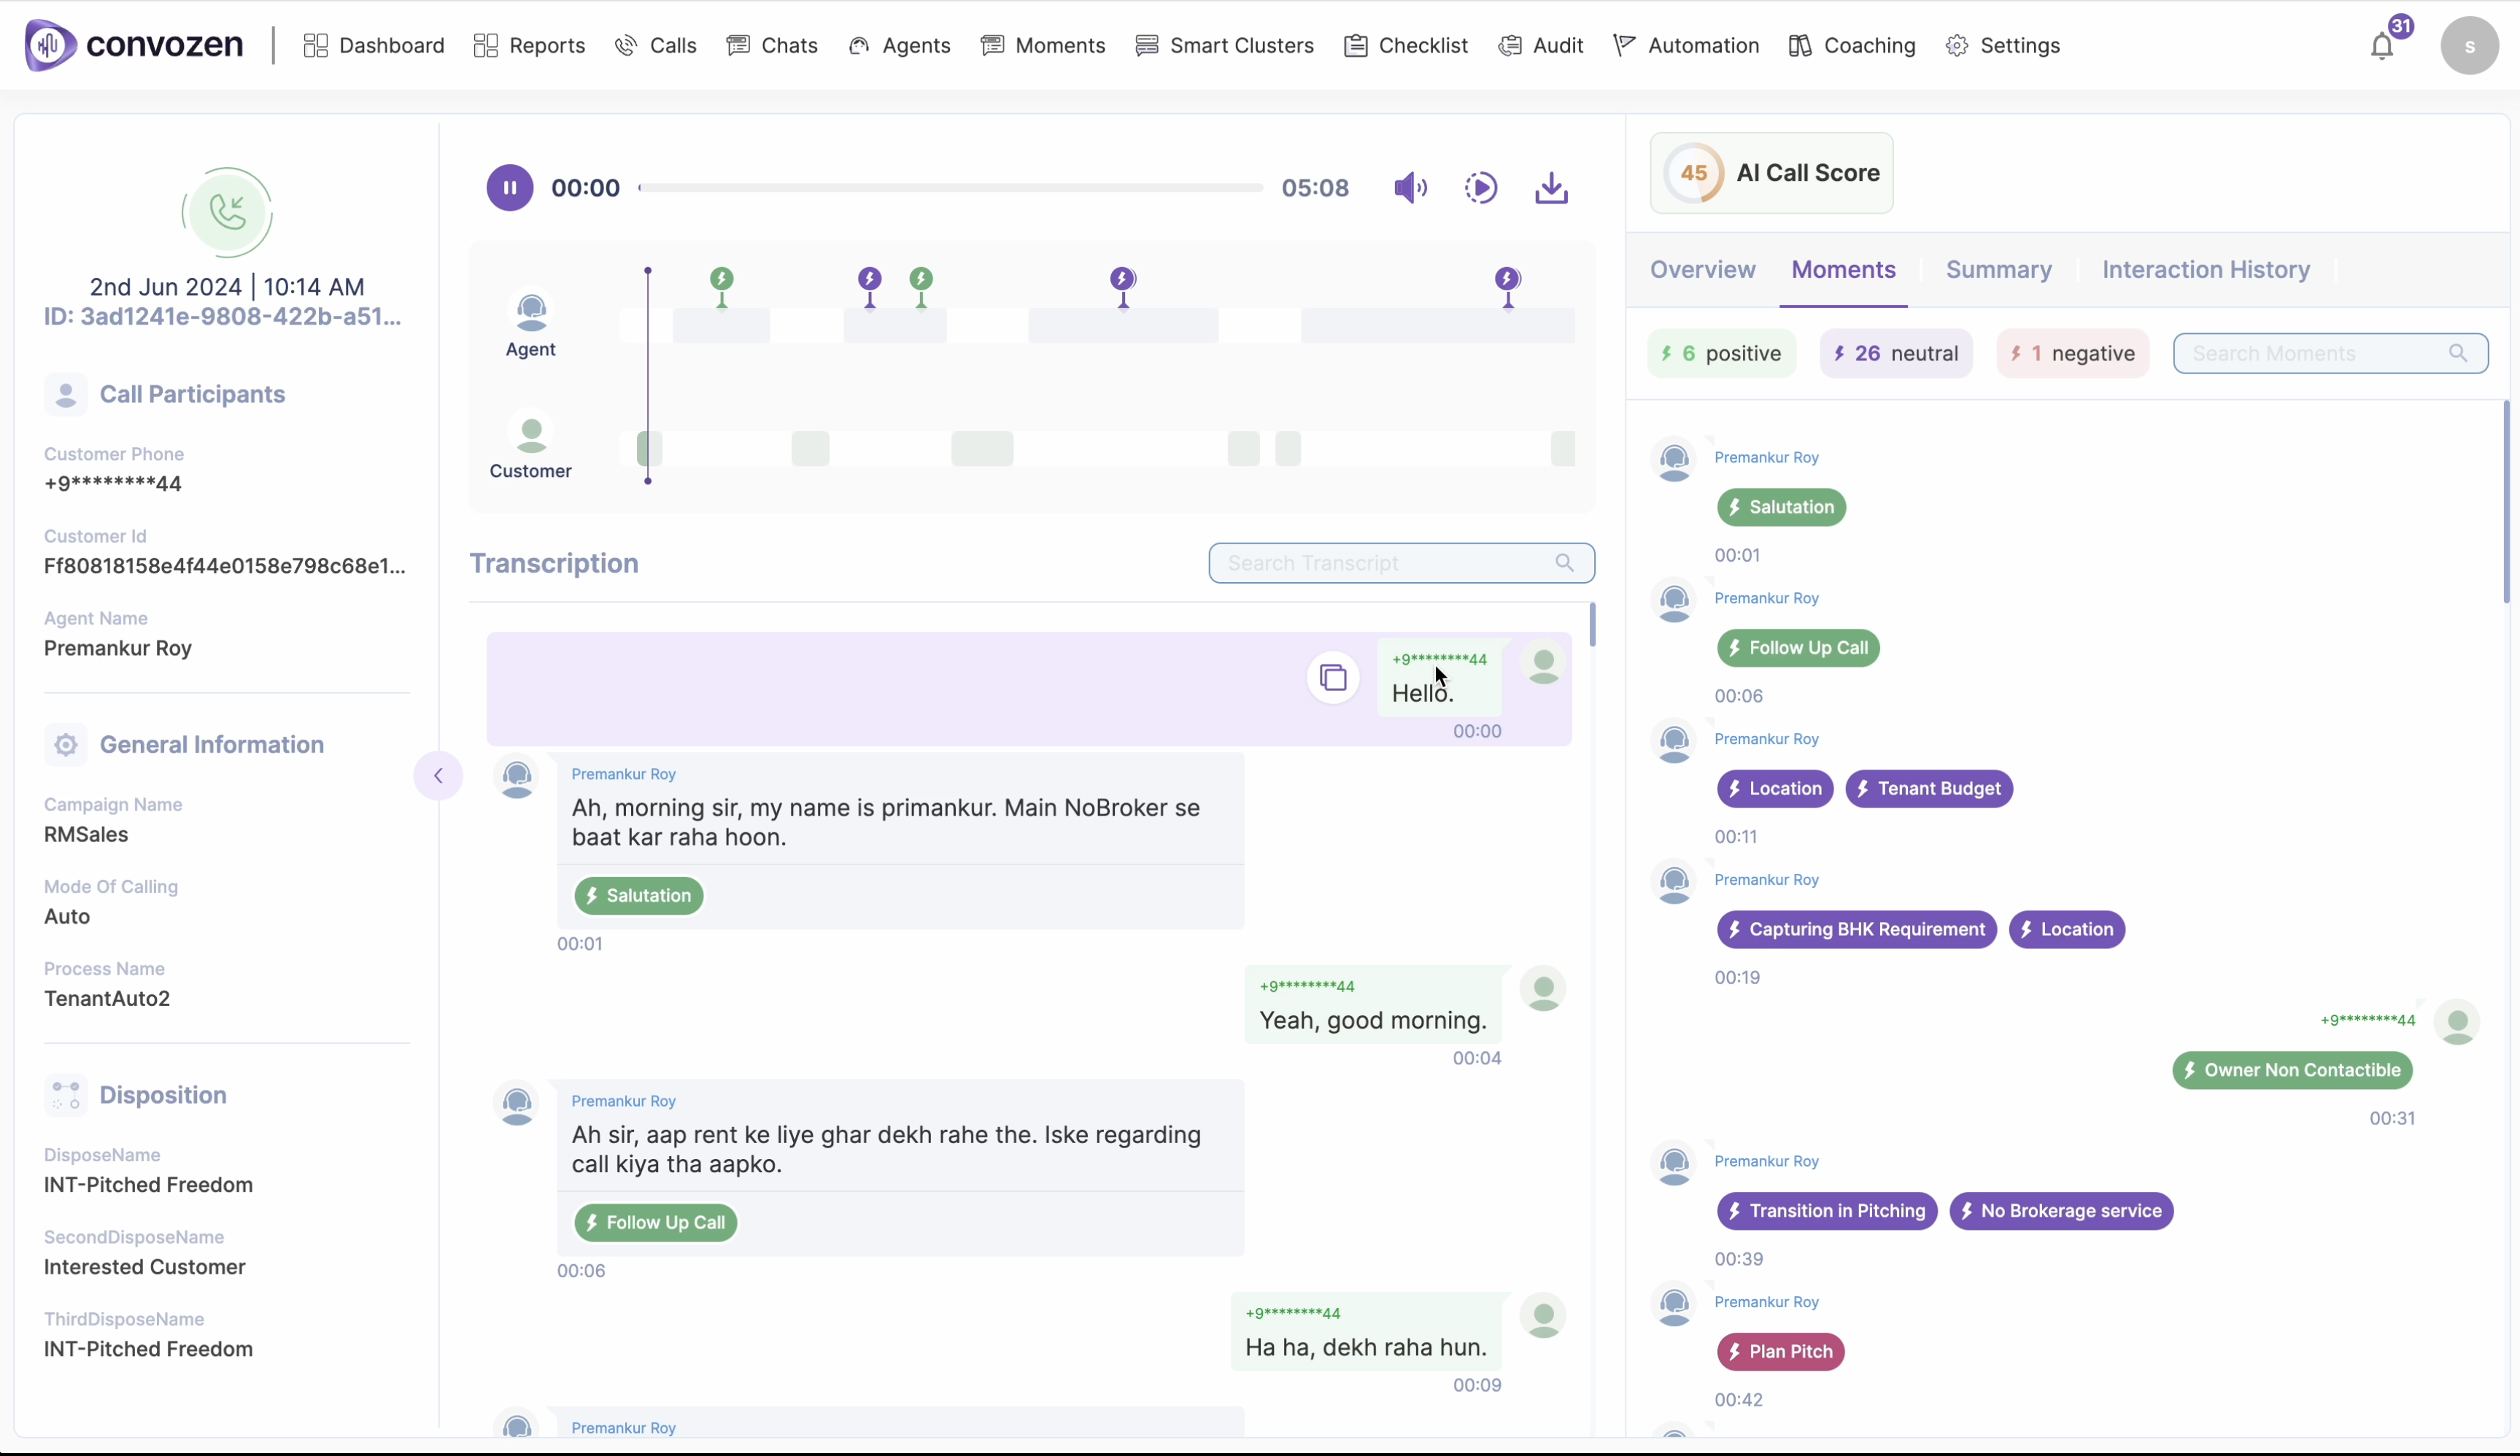 convozen
Dashboard
Reports
Calls
Chats
Agents
Moments
Smart Clusters
Checklist
Audit
Automation
Coaching
Settings
31
s
2nd Jun 2024 | 10:14 AM
ID: 3ad1241e-9808-422b-a51...
Call Participants
Customer Phone
+9********44
Customer Id
Ff80818158e4f44e0158e798c68e1...
Agent Name
Premankur Roy
General Information
Campaign Name
RMSales
Mode Of Calling
Auto
Process Name
TenantAuto2
Disposition
DisposeName
INT-Pitched Freedom
SecondDisposeName
Interested Customer
ThirdDisposeName
INT-Pitched Freedom
00:00
05:08
Agent
Customer
Transcription
Search Transcript
+9********44
Hello.
00:00
Premankur Roy
Ah, morning sir, my name is primankur. Main NoBroker se
baat kar raha hoon.
Salutation
00:01
+9********44
Yeah, good morning.
00:04
Premankur Roy
Ah sir, aap rent ke liye ghar dekh rahe the. Iske regarding
call kiya tha aapko.
Follow Up Call
00:06
+9********44
Ha ha, dekh raha hun.
00:09
Premankur Roy
45 AI Call Score
Overview
Moments
Summary
Interaction History
6 positive
26 neutral
1 negative
Search Moments
Premankur Roy
Salutation
00:01
Premankur Roy
Follow Up Call
00:06
Premankur Roy
Location
Tenant Budget
00:11
Premankur Roy
Capturing BHK Requirement
Location
00:19
+9********44
Owner Non Contactible
00:31
Premankur Roy
Transition in Pitching
No Brokerage service
00:39
Premankur Roy
Plan Pitch
00:42